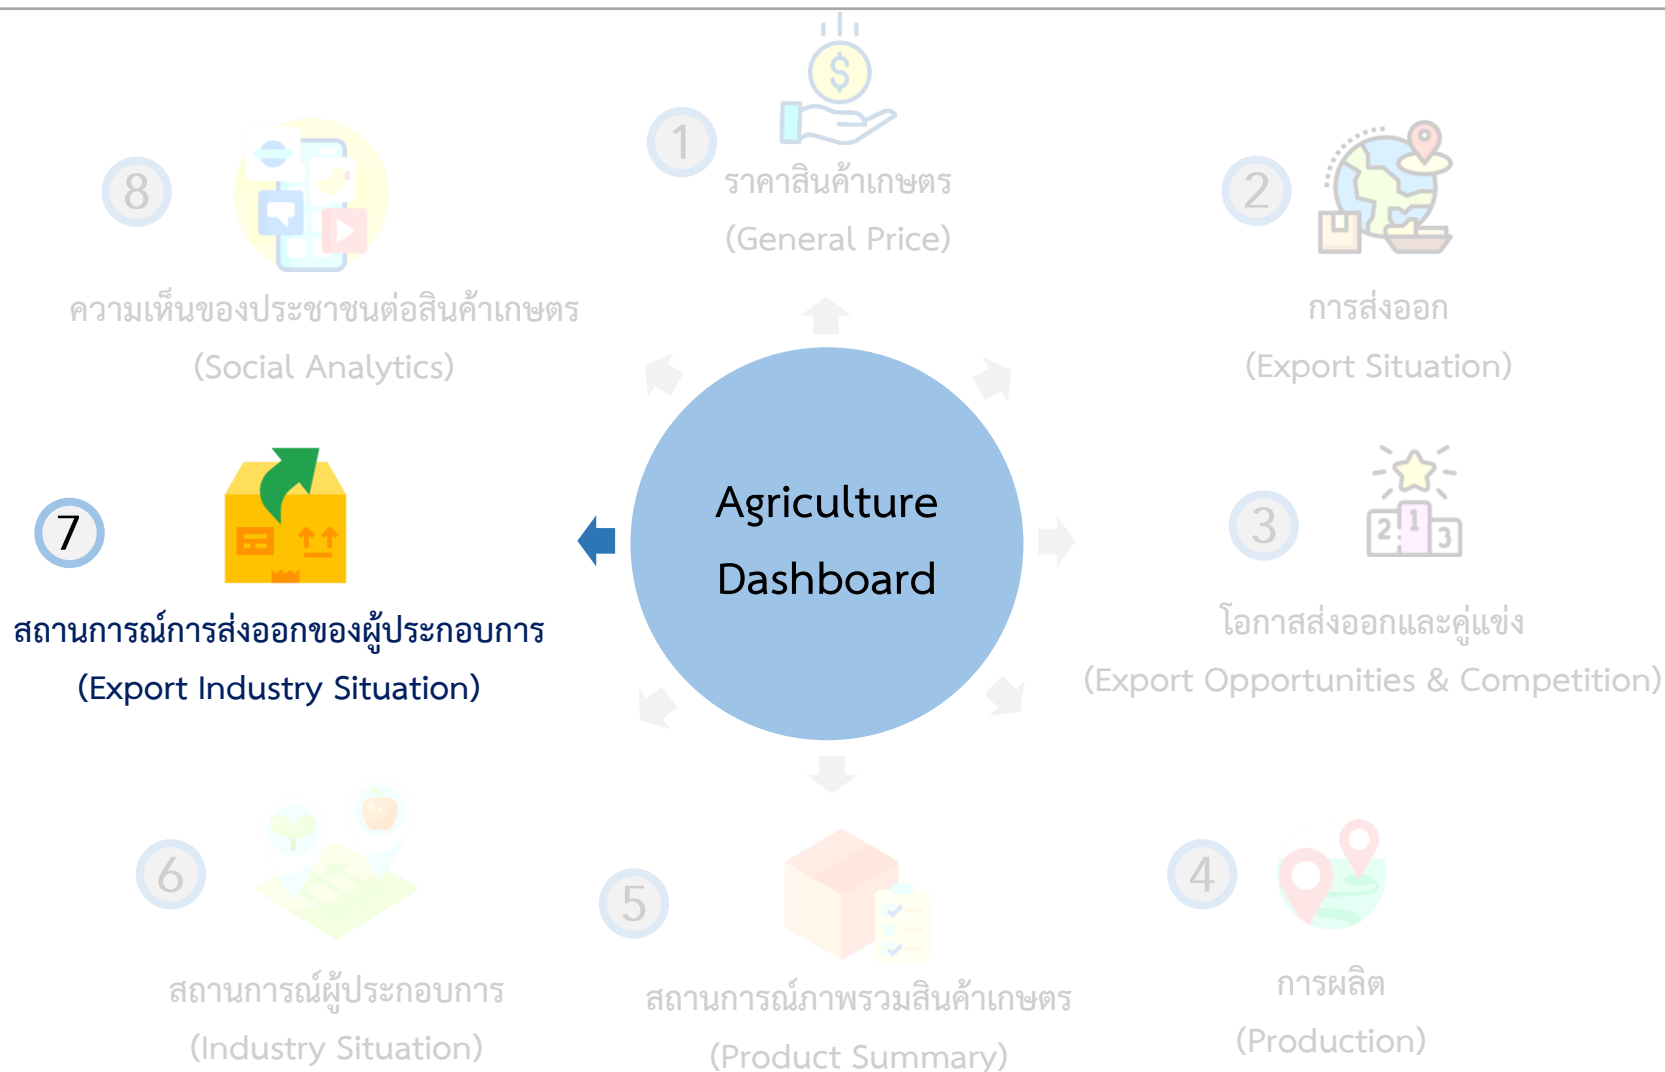 1
ราคาสินค้าเกษตร
(General Price)
2
การส่งออก
(Export Situation)
2 1 3
3
โอกาสส่งออกและคู่แข่ง
(Export Opportunities & Competition)
4
การผลิต
(Production)
5
สถานการณ์ภาพรวมสินค้าเกษตร
(Product Summary)
6
สถานการณ์ผู้ประกอบการ
(Industry Situation)
7
สถานการณ์การส่งออกของผู้ประกอบการ
(Export Industry Situation)
8
ความเห็นของประชาชนต่อสินค้าเกษตร
(Social Analytics)
Agriculture
Dashboard
$